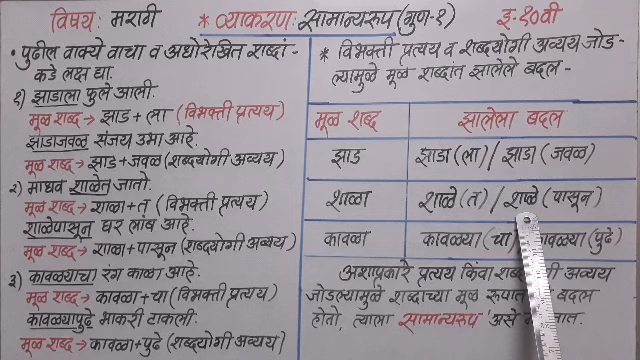 विषय: मराठी * व्याकरण: सामान्यरूप (गुण-१) इ-१०वी
• पुढील वाक्ये वाचा व अधोरेखित शब्दां-
कडे लक्ष द्या.
१) झाडाला फुले आली.
मूळ शब्द → झाड + ला (विभक्ती प्रत्यय)
झाडाजवळ संजय उभा आहे.
मूळ शब्द → झाड + जवळ (शब्दयोगी अव्यय)
२) माधव शाळेत जातो.
मूळ शब्द → शाळा + त (विभक्ती प्रत्यय)
शाळेपासून घर लांब आहे.
मूळ शब्द → शाळा + पासून (शब्दयोगी अव्यय)
३) कावळ्याचा रंग काळा आहे.
मूळ शब्द → कावळा + चा (विभक्ती प्रत्यय)
कावळ्यापुढे भाकरी टाकली.
मूळ शब्द → कावळा + पुढे (शब्दयोगी अव्यय)
* विभक्ती प्रत्यय व शब्दयोगी अव्यय जोड-
ल्यामुळे मूळ शब्दांत झालेले बदल -
मूळ शब्द झालेला बदल
झाड झाडा (ला) / झाडा (जवळ)
शाळा शाळे (त) / शाळे (पासून)
कावळा कावळ्या (चा) कावळ्या (पुढे)
अशाप्रकारे प्रत्यय किंवा अव्यय
जोडल्यामुळे शब्दाच्या मूळ बदल
होतो, त्याला 'सामान्यरूप' असे